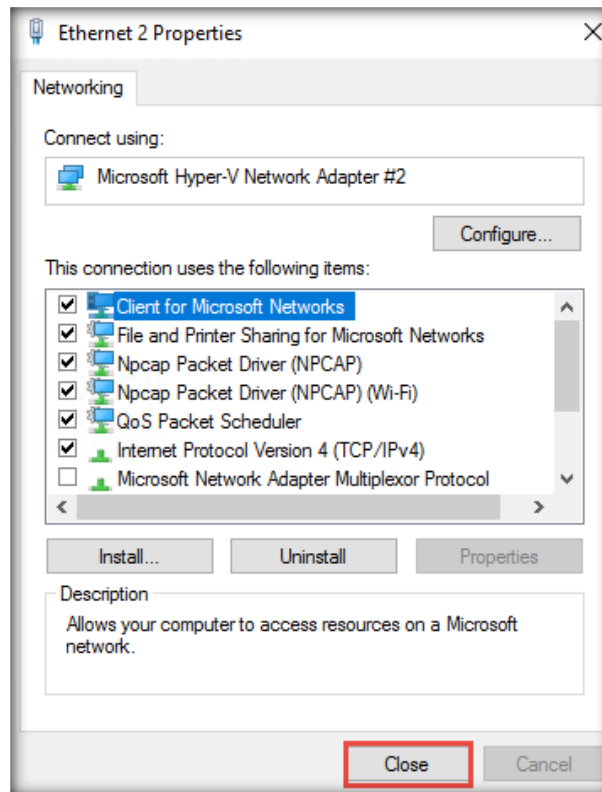 Ethernet 2 Properties
Networking
Connect using:
Microsoft Hyper-V Network Adapter #2
Configure...
This connection uses the following items:
Client for Microsoft Networks
File and Printer Sharing for Microsoft Networks
Npcap Packet Driver (NPCAP)
Npcap Packet Driver (NPCAP) (Wi-Fi)
QoS Packet Scheduler
Internet Protocol Version 4 (TCP/IPv4)
Microsoft Network Adapter Multiplexor Protocol
Install... Uninstall Properties
Description
Allows your computer to access resources on a Microsoft
network.
Close Cancel